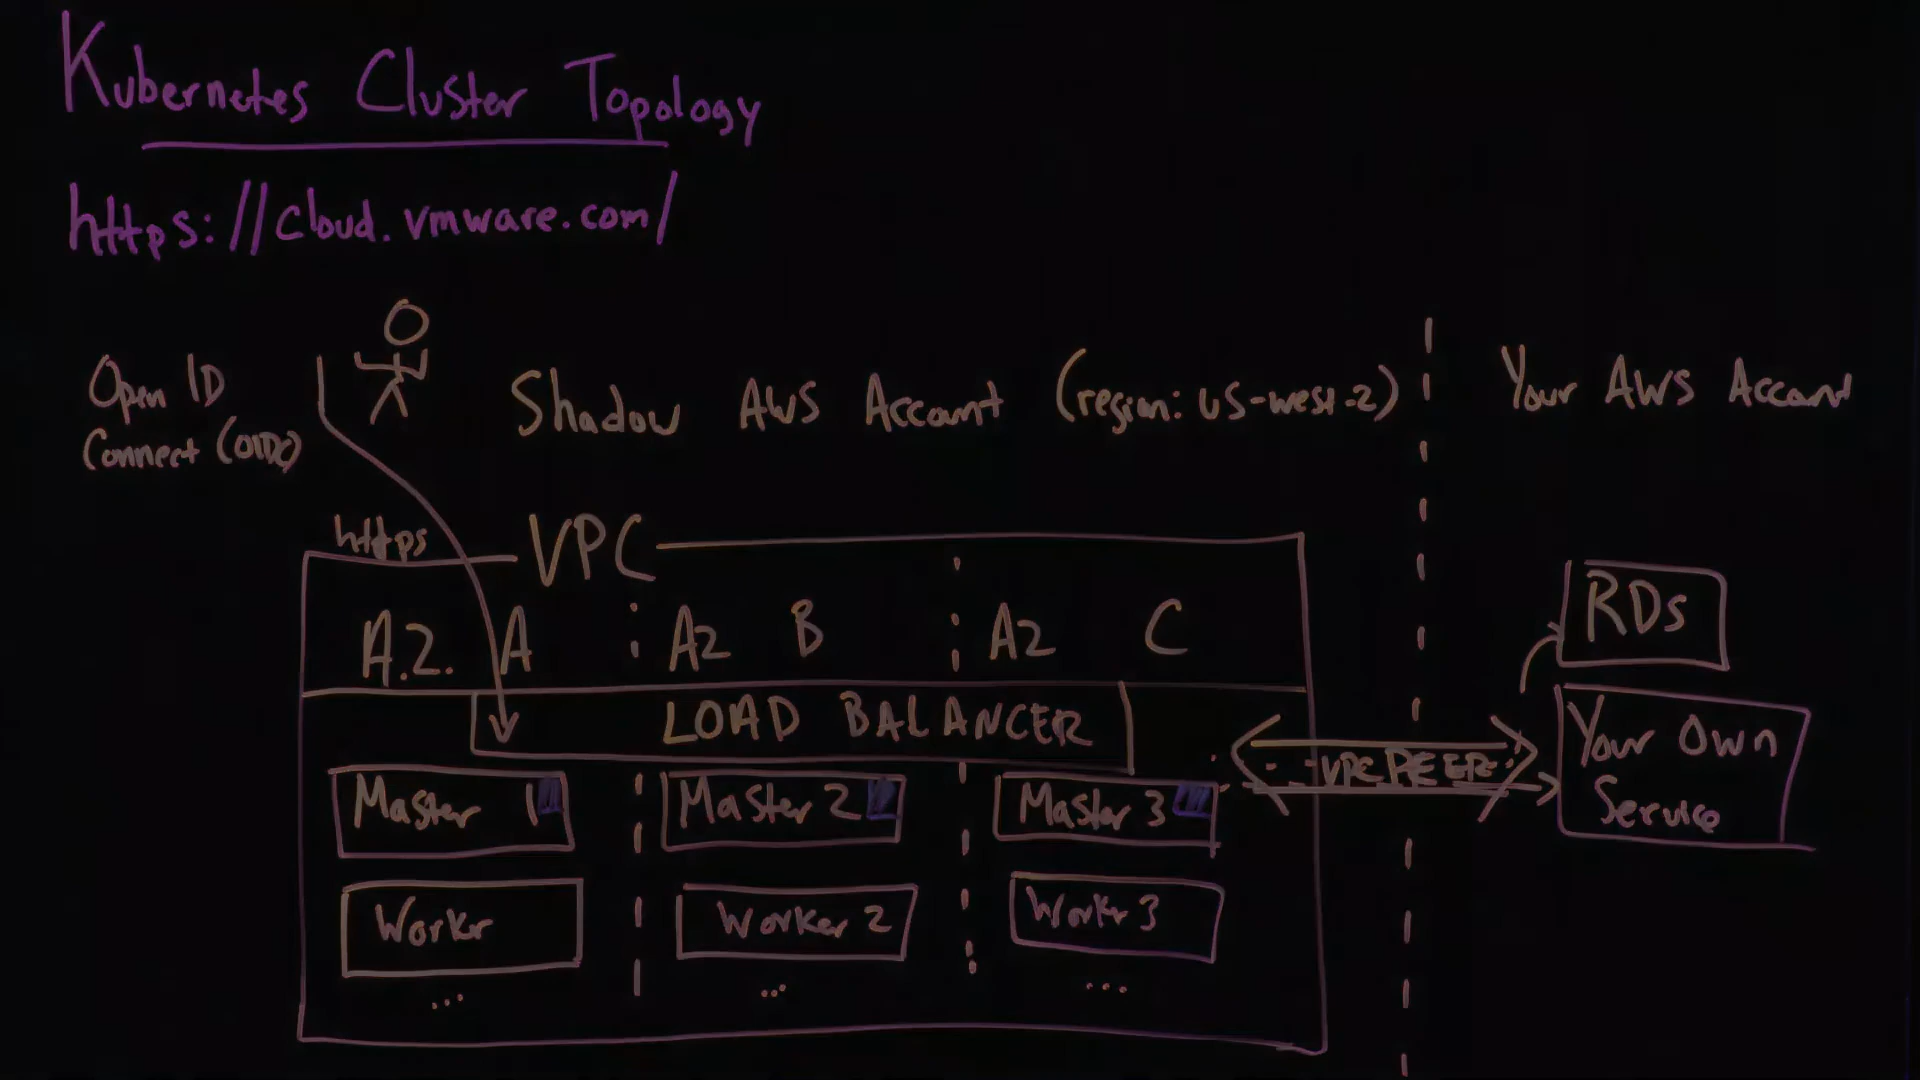 Kubernetes Cluster Topology
https://cloud.vmware.com/
Open ID
Connect (OIDC)
Shadow AWS Account (region: us-west-2)
Your AWS Account
https
VPC
A.Z. A
AZ B
AZ C
LOAD BALANCER
Master 1
Master 2
Master 3
VPC PEER
RDS
Your Own
Service
Worker
Worker 2
Worker 3
...
...
...